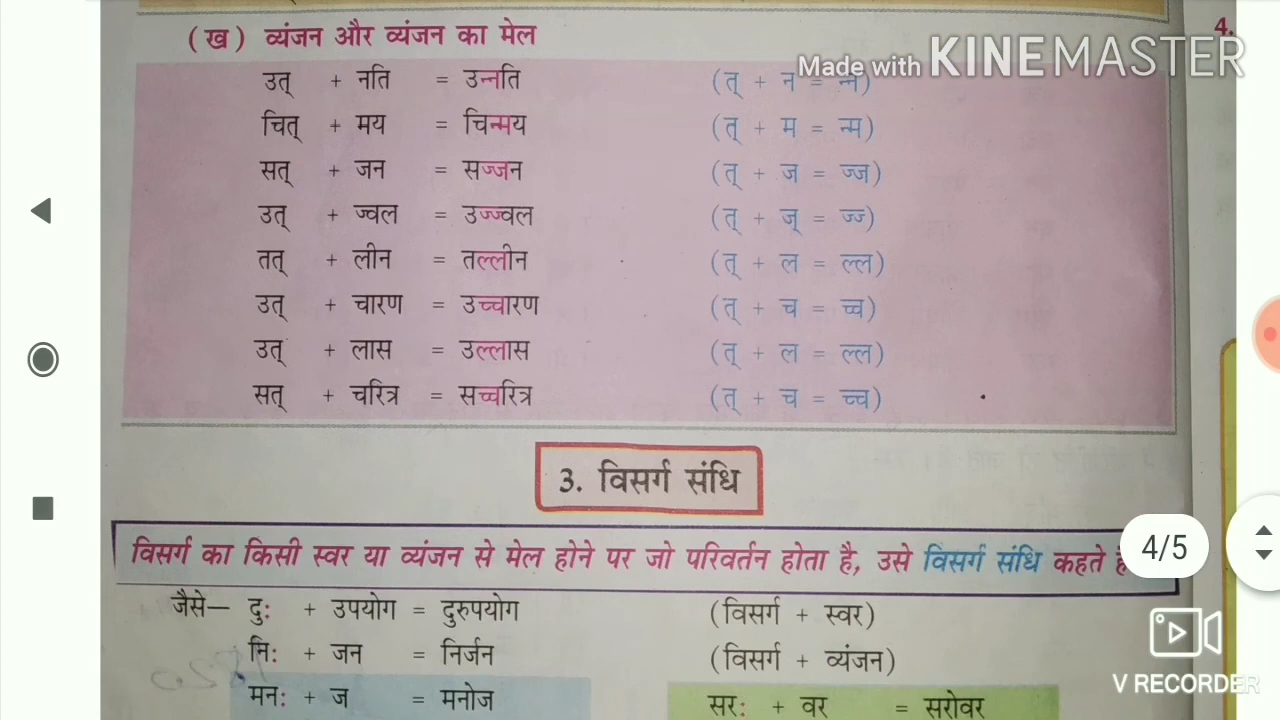 (ख) व्यंजन और व्यंजन का मेल
4.
Made with KINEMASTER
उत् + नति = उन्नति (त् + न = न्न)
चित् + मय = चिन्मय (त् + म = न्म)
सत् + जन = सज्जन (त् + ज = ज्ज)
उत् + ज्वल = उज्ज्वल (त् + ज् = ज्ज्)
तत् + लीन = तल्लीन (त् + ल = ल्ल)
उत् + चारण = उच्चारण (त् + च = च्च)
उत् + लास = उल्लास (त् + ल = ल्ल)
सत् + चरित्र = सच्चरित्र (त् + च = च्च)
3. विसर्ग संधि
विसर्ग का किसी स्वर या व्यंजन से मेल होने पर जो परिवर्तन होता है, उसे विसर्ग संधि कहते
4/5
जैसे— दुः + उपयोग = दुरुपयोग (विसर्ग + स्वर)
निः + जन = निर्जन (विसर्ग + व्यंजन)
मनः + ज = मनोज सरः + वर = सरोवर
V RECORDER